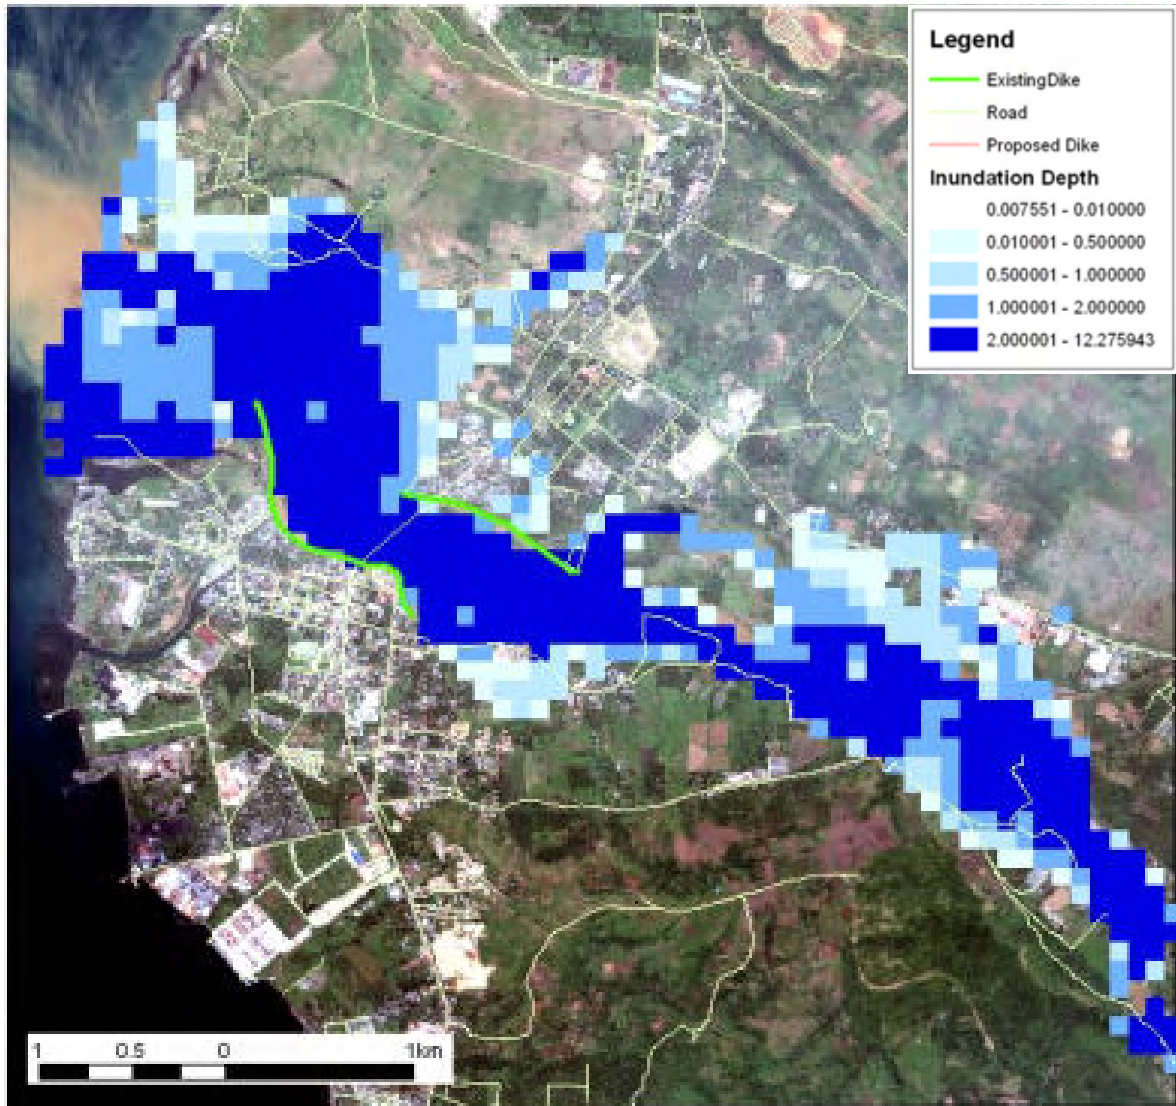 Legend
ExistingDike
Road
Proposed Dike
Inundation Depth
0.007551 - 0.010000
0.010001 - 0.500000
0.500001 - 1.000000
1.000001 - 2.000000
2.000001 - 12.275943
1 0.5 0 1km